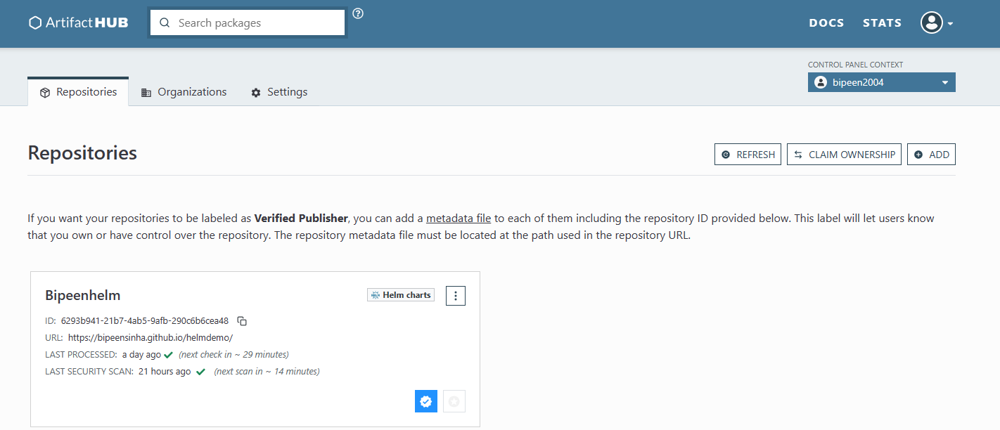 ArtifactHUB
Search packages
DOCS STATS
CONTROL PANEL CONTEXT
bipeen2004
Repositories Organizations Settings
Repositories
REFRESH CLAIM OWNERSHIP ADD
If you want your repositories to be labeled as Verified Publisher, you can add a metadata file to each of them including the repository ID provided below. This label will let users know
that you own or have control over the repository. The repository metadata file must be located at the path used in the repository URL.
Bipeenhelm
HELM Helm charts
ID: 6293b941-21b7-4ab5-9afb-290c6b6cea48
URL: https://bipeensinha.github.io/helmdemo/
LAST PROCESSED: a day ago (next check in ~ 29 minutes)
LAST SECURITY SCAN: 21 hours ago (next scan in ~ 14 minutes)